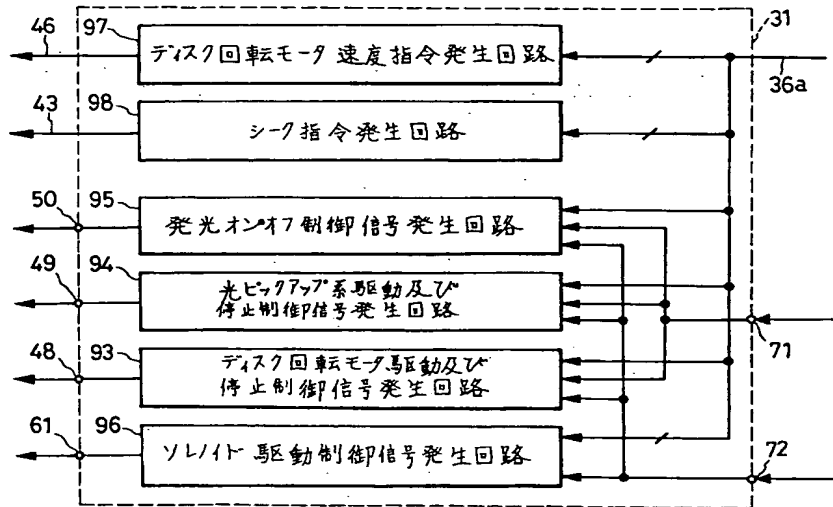 46
97
ディスク回転モータ速度指令発生回路
31
36a
43
98
シーク指令発生回路
50
95
発光オンオフ制御信号発生回路
49
94
光ピックアップ系駆動及び
停止制御信号発生回路
71
48
93
ディスク回転モータ駆動及び
停止制御信号発生回路
61
96
ソレノイド駆動制御信号発生回路
72